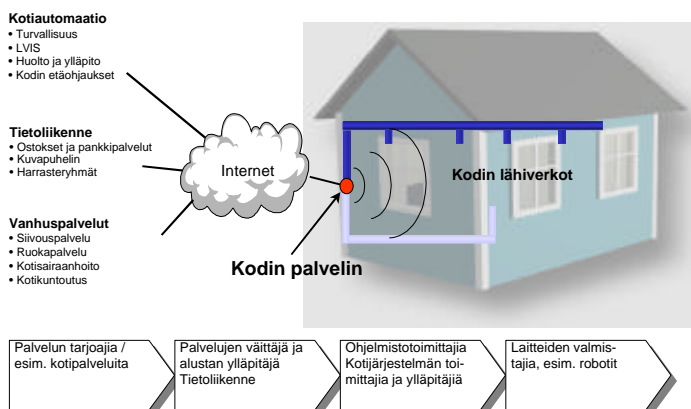 Kotiautomaatio
• Turvallisuus
• LVIS
• Huolto ja ylläpito
• Kodin etäohjaukset
Tietoliikenne
• Ostokset ja pankkipalvelut
• Kuvapuhelin
• Harrasteryhmät
Vanhuspalvelut
• Siivouspalvelu
• Ruokapalvelu
• Kotisairaanhoito
• Kotikuntoutus
Internet
Kodin lähiverkot
Kodin palvelin
Palvelun tarjoajia /
esim. kotipalveluita
Palvelujen väittäjä ja
alustan ylläpitäjä
Tietoliikenne
Ohjelmistotoimittajia
Kotijärjestelmän toi-
mittajia ja ylläpitäjiä
Laitteiden valmis-
tajia, esim. robotit